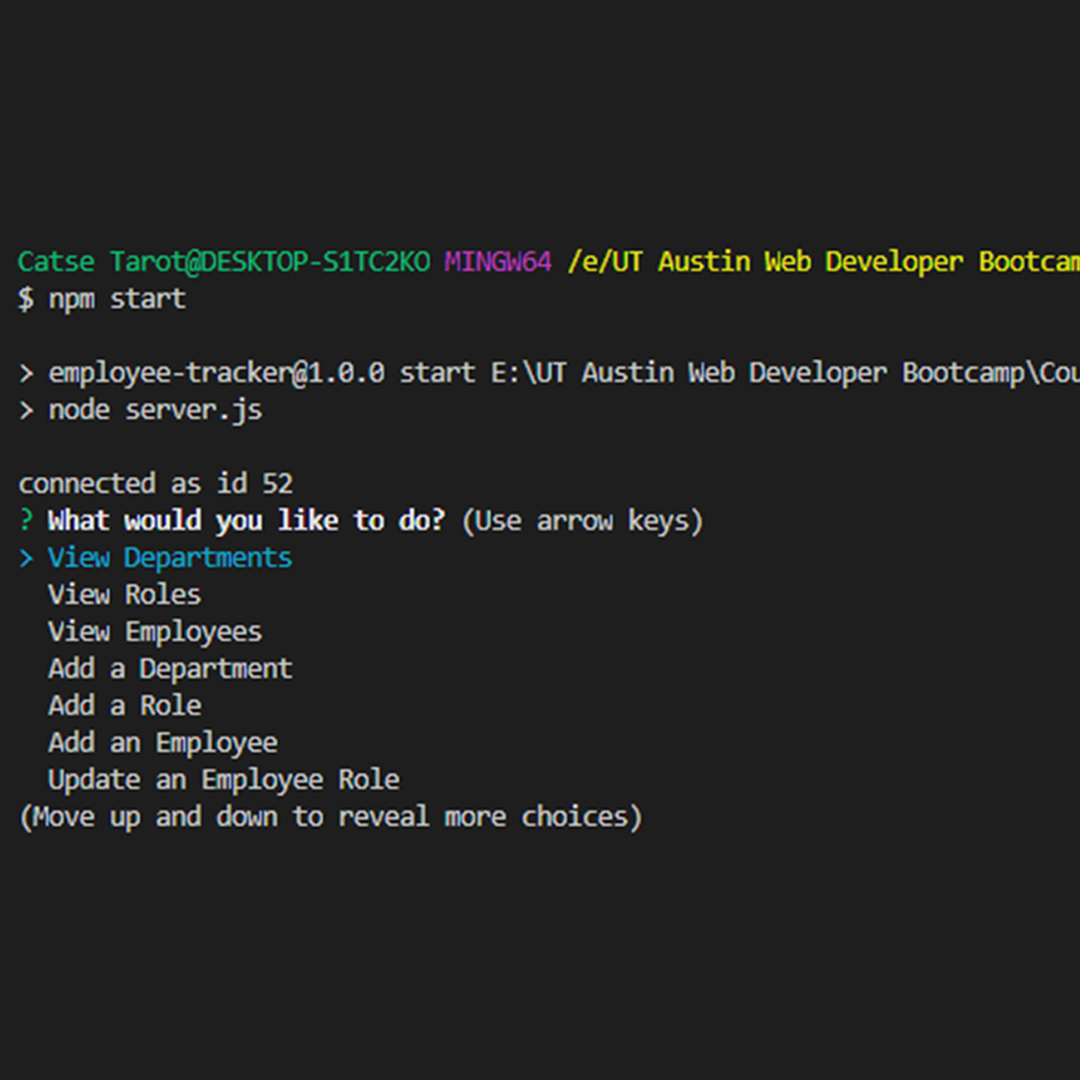 Catse Tarot@DESKTOP-S1TC2KO MINGW64 /e/UT Austin Web Developer Bootcam
$ npm start
> employee-tracker@1.0.0 start E:\UT Austin Web Developer Bootcamp\Cou
> node server.js
connected as id 52
? What would you like to do? (Use arrow keys)
> View Departments
View Roles
View Employees
Add a Department
Add a Role
Add an Employee
Update an Employee Role
(Move up and down to reveal more choices)